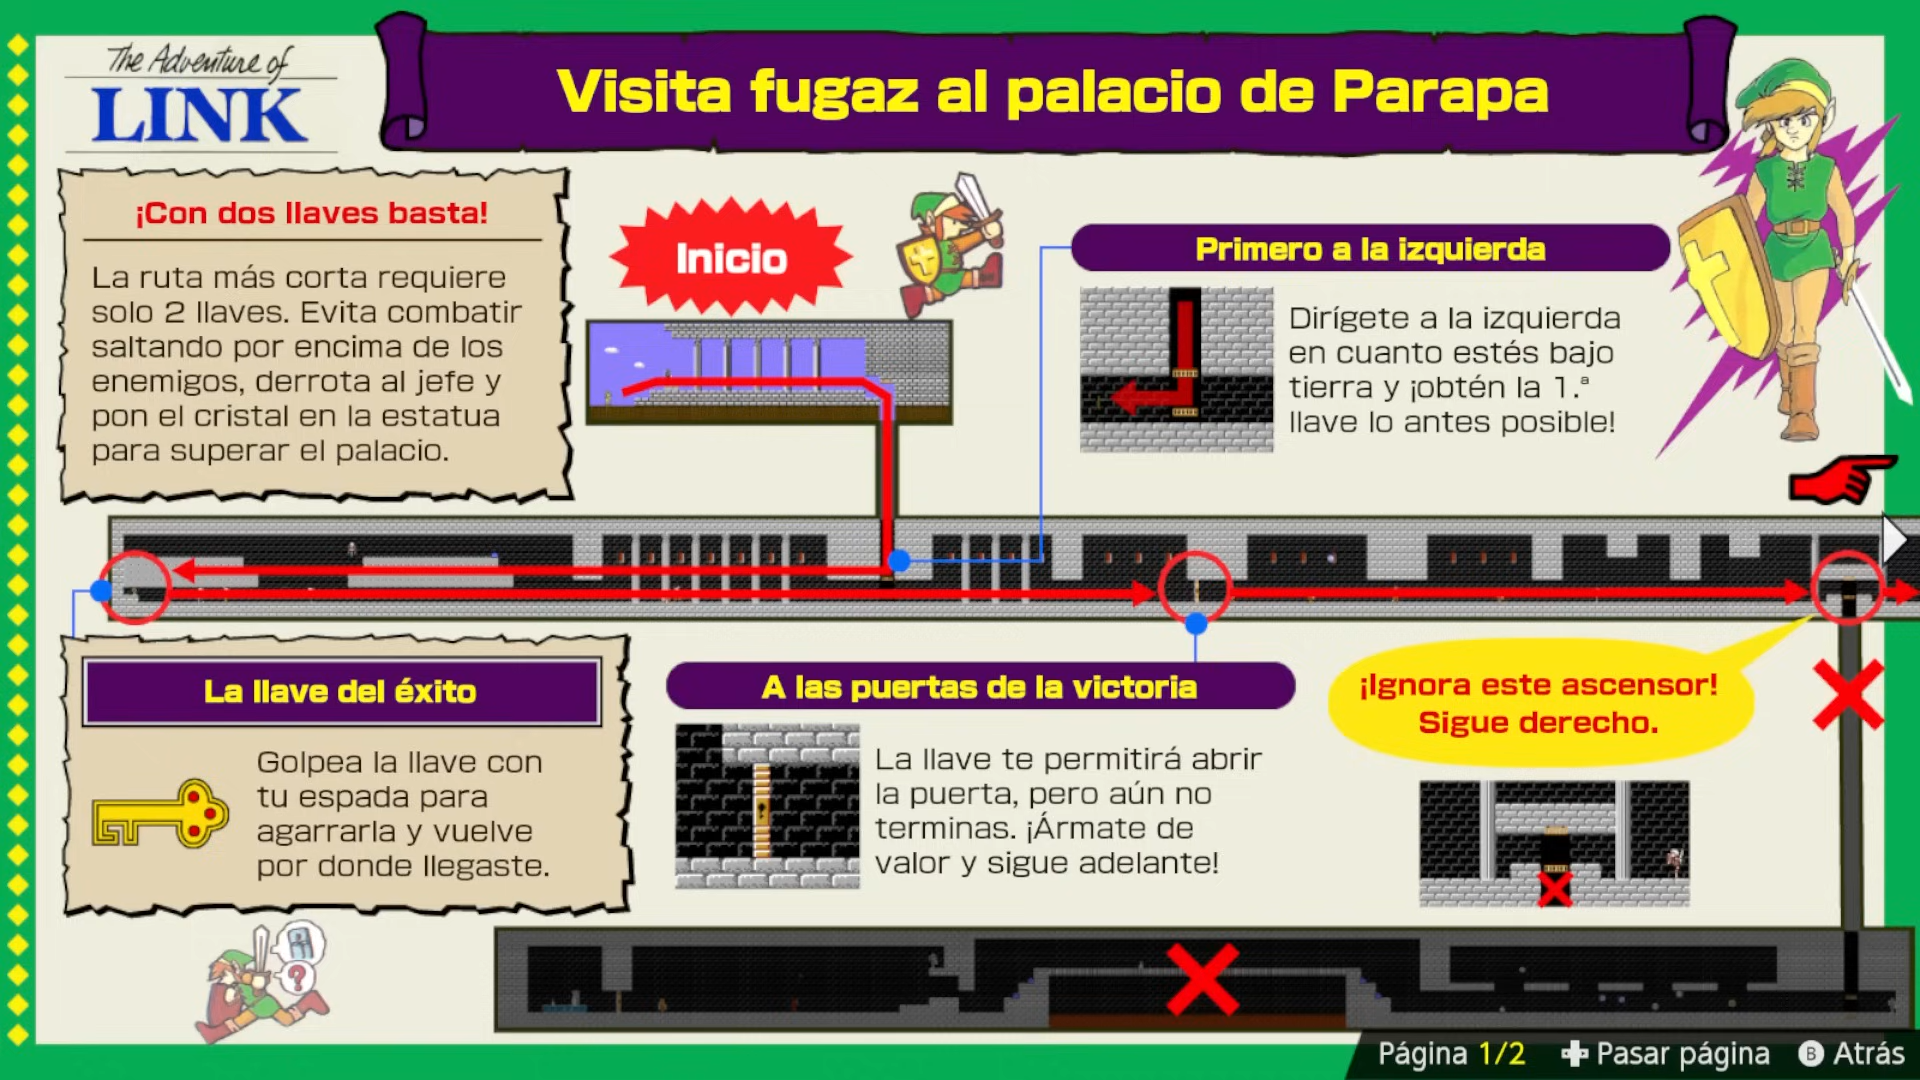 The Adventure of
LINK
Visita fugaz al palacio de Parapa
¡Con dos llaves basta!
La ruta más corta requiere
solo 2 llaves. Evita combatir
saltando por encima de los
enemigos, derrota al jefe y
pon el cristal en la estatua
para superar el palacio.
Inicio
Primero a la izquierda
Dirígete a la izquierda
en cuanto estés bajo
tierra y ¡obtén la 1.ª
llave lo antes posible!
La llave del éxito
Golpea la llave con
tu espada para
agarrarla y vuelve
por donde llegaste.
A las puertas de la victoria
La llave te permitirá abrir
la puerta, pero aún no
terminas. ¡Ármate de
valor y sigue adelante!
¡Ignora este ascensor!
Sigue derecho.
?
Página 1/2 Pasar página B Atrás